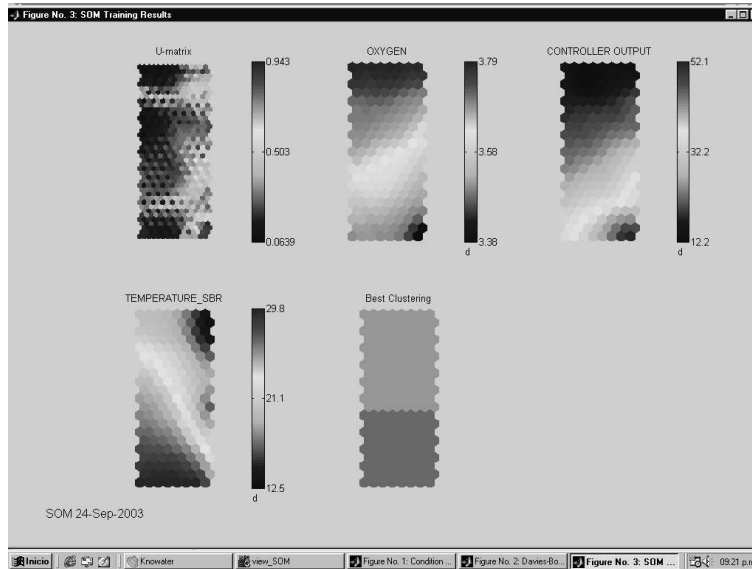 Figure No. 3: SOM Training Results
U-matrix
OXYGEN
CONTROLLER OUTPUT
0.943
0.503
0.0639
3.79
3.58
3.38
d
52.1
32.2
12.2
d
TEMPERATURE_SBR
Best Clustering
29.8
21.1
12.5
d
SOM 24-Sep-2003
Inicio
Knowater
view_SOM
Figure No. 1: Condition ...
Figure No. 2: Davies-Bo...
Figure No. 3: SOM ...
09:21 p.m.